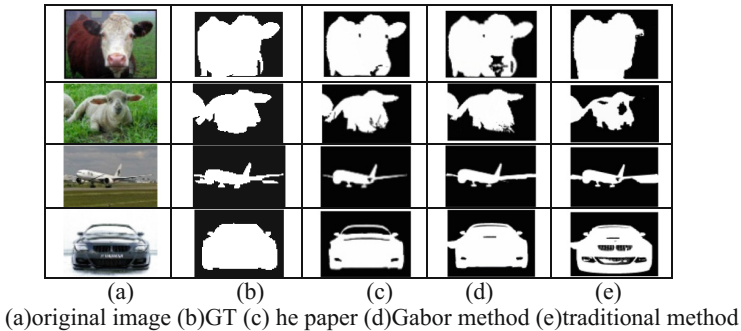 (a) (b) (c) (d) (e)
(a)original image (b)GT (c) he paper (d)Gabor method (e)traditional method